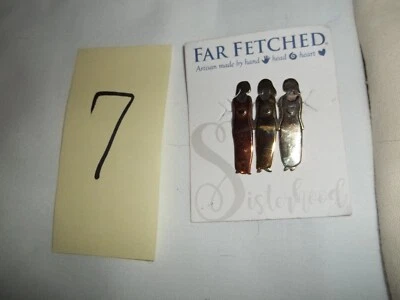 7
FAR FETCHED
Artisan made by hand head & heart
Sisterhood